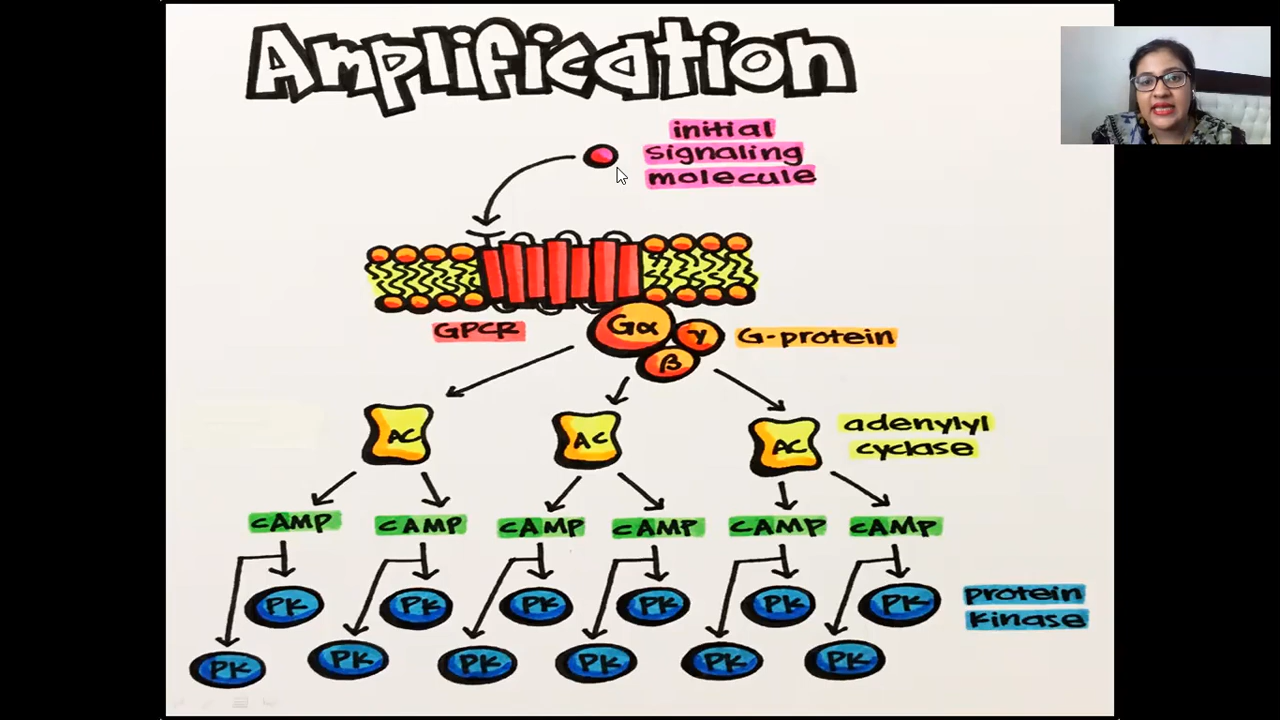 Amplification
initial
signaling
molecule
GPCR
Gα
γ
β
G-protein
AC
AC
AC
adenylyl
cyclase
cAMP
cAMP
cAMP
cAMP
cAMP
cAMP
PK
PK
PK
PK
PK
PK
protein
kinase
PK
PK
PK
PK
PK
PK